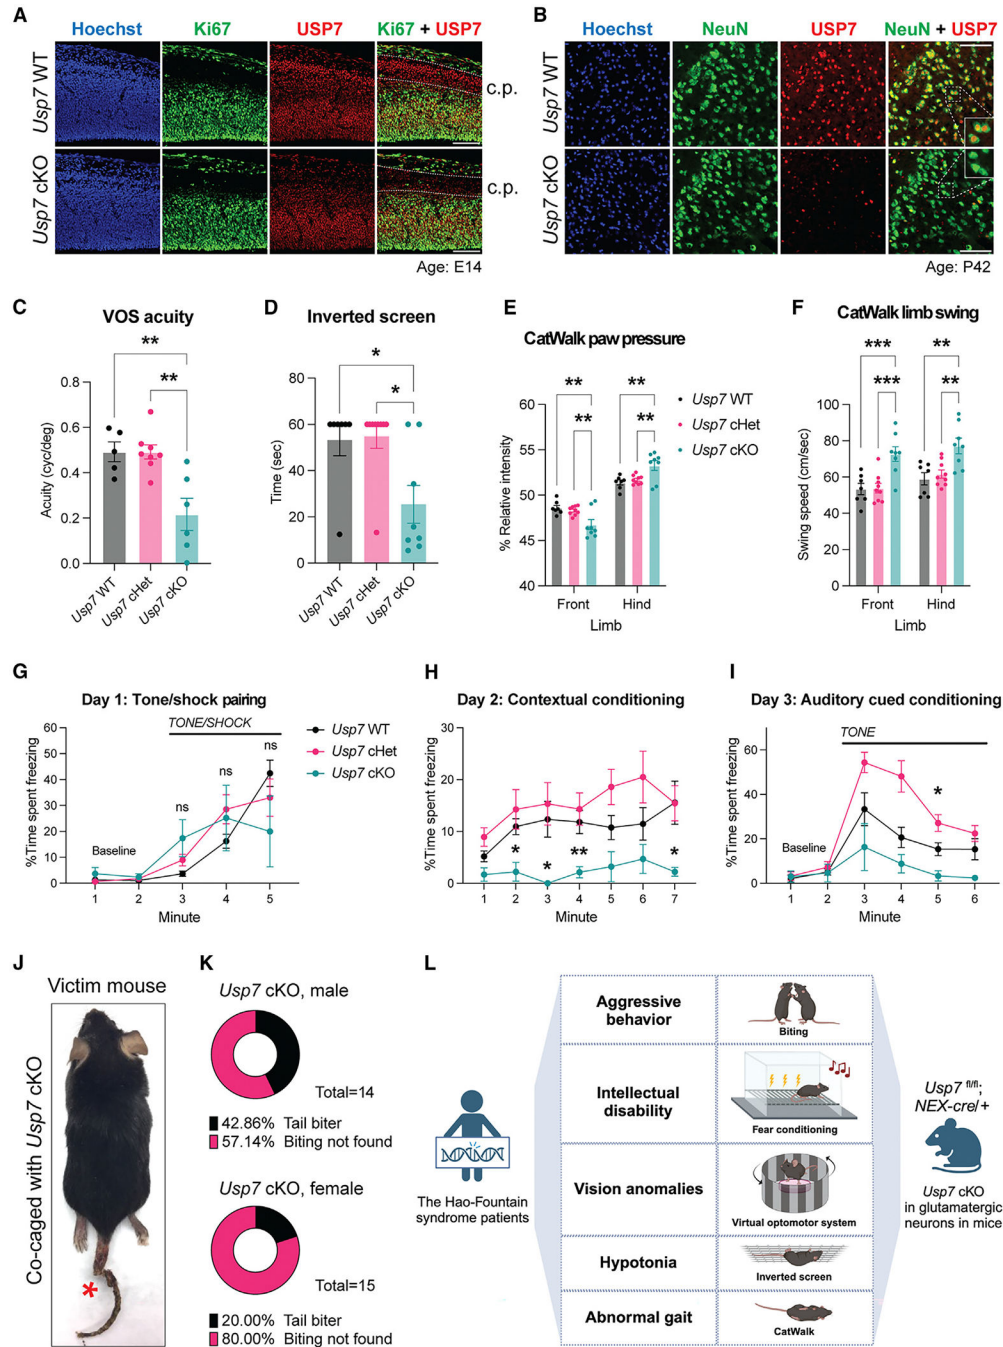 A
Hoechst Ki67 USP7 Ki67 + USP7
Usp7 WT
c.p.
Usp7 cKO
c.p.
Age: E14
B
Hoechst NeuN USP7 NeuN + USP7
Usp7 WT
Usp7 cKO
Age: P42
C
VOS acuity
**
**
Acuity (cyc/deg)
0.8
0.6
0.4
0.2
0.0
Usp7 WT
Usp7 cHet
Usp7 cKO
D
Inverted screen
*
*
Time (sec)
80
60
40
20
0
Usp7 WT
Usp7 cHet
Usp7 cKO
E
CatWalk paw pressure
** **
** **
% Relative intensity
60
55
50
45
40
Front Hind
Limb
Usp7 WT
Usp7 cHet
Usp7 cKO
F
CatWalk limb swing
*** **
*** **
Swing speed (cm/sec)
100
80
60
40
20
0
Front Hind
Limb
G
Day 1: Tone/shock pairing
TONE/SHOCK
%Time spent freezing
60
50
40
30
20
10
0
Baseline
ns ns ns
1 2 3 4 5
Minute
Usp7 WT
Usp7 cHet
Usp7 cKO
H
Day 2: Contextual conditioning
%Time spent freezing
30
20
10
0
* * ** *
1 2 3 4 5 6 7
Minute
I
Day 3: Auditory cued conditioning
TONE
%Time spent freezing
60
40
20
0
Baseline
*
1 2 3 4 5 6
Minute
J
Victim mouse
Co-caged with Usp7 cKO
*
K
Usp7 cKO, male
Total=14
42.86% Tail biter
57.14% Biting not found
Usp7 cKO, female
Total=15
20.00% Tail biter
80.00% Biting not found
L
The Hao-Fountain
syndrome patients
Aggressive
behavior
Biting
Intellectual
disability
Fear conditioning
Vision anomalies
Virtual optomotor system
Hypotonia
Inverted screen
Abnormal gait
CatWalk
Usp7 fl/fl;
NEX-cre/+
Usp7 cKO
in glutamatergic
neurons in mice